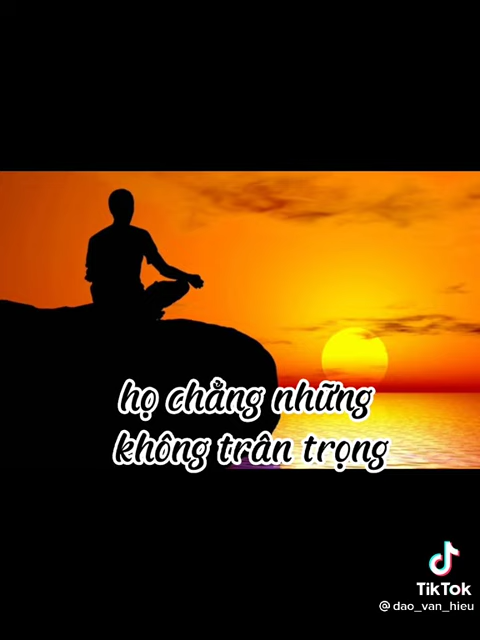 họ chẳng những
không trân trọng
TikTok
@dao_van_hieu